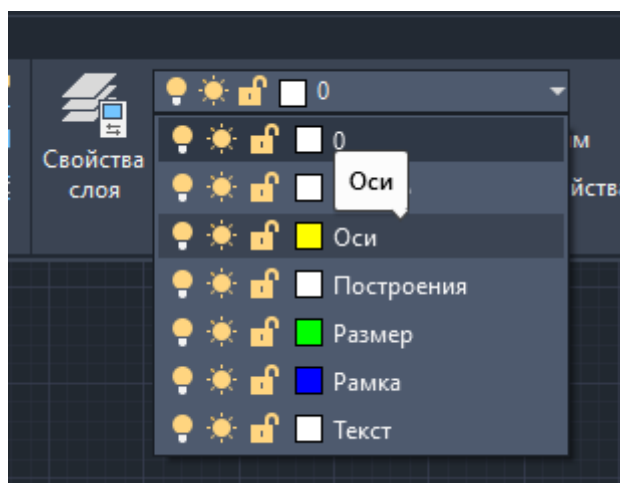 0
Свойства
слоя
0
Оси
Оси
Построения
Размер
Рамка
Текст